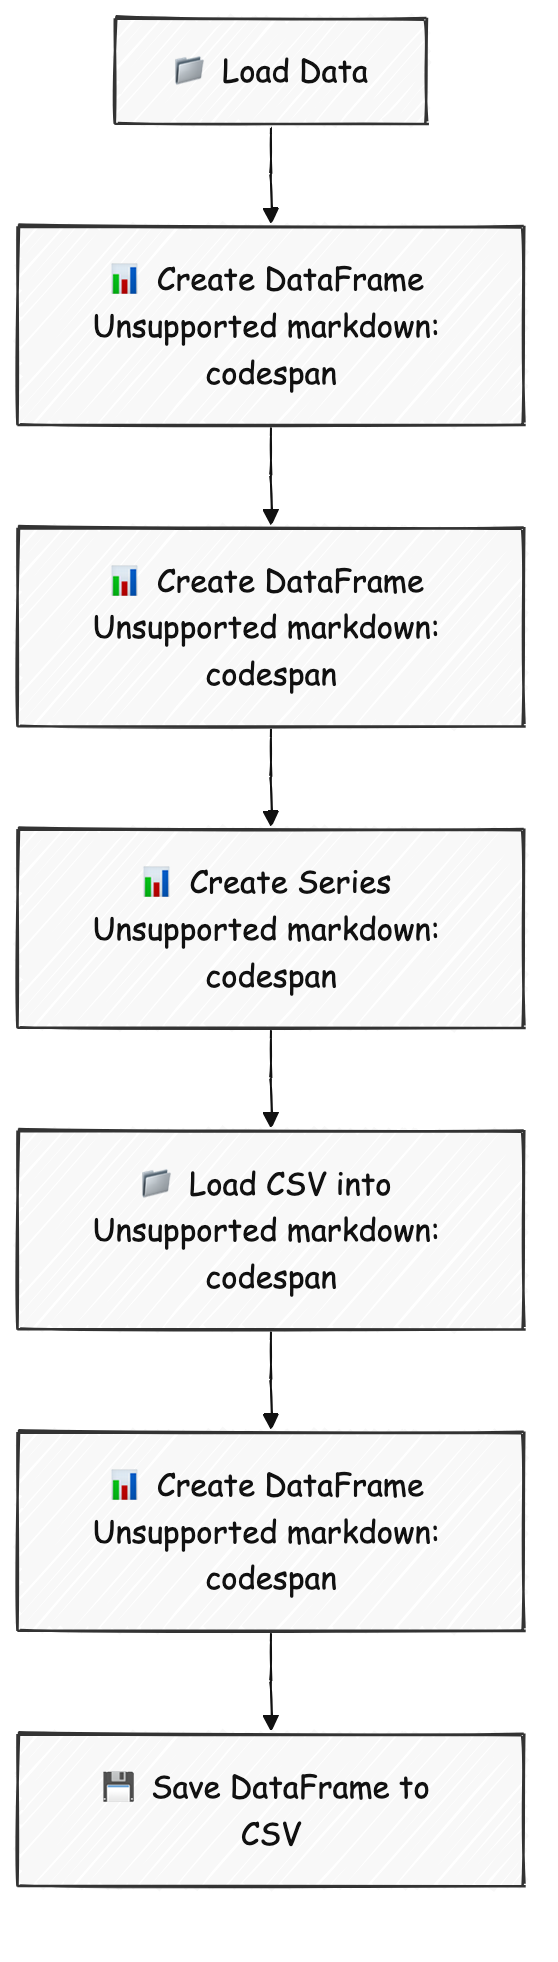 Load Data
Create DataFrame
Unsupported markdown:
codespan
Create DataFrame
Unsupported markdown:
codespan
Create Series
Unsupported markdown:
codespan
Load CSV into
Unsupported markdown:
codespan
Create DataFrame
Unsupported markdown:
codespan
Save DataFrame to
CSV